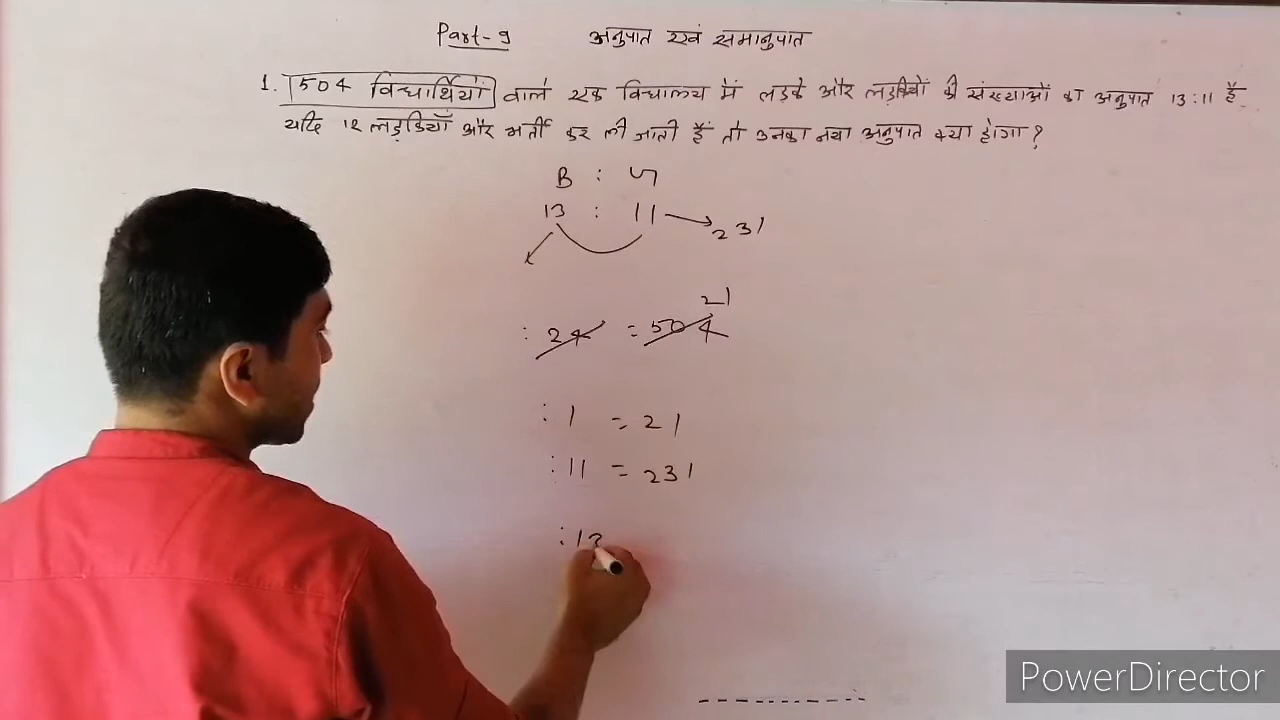 Part-9 अनुपात एवं समानुपात
1. 504 विद्यार्थियों वाले एक विद्यालय में लड़के और लड़कियों की संख्याओं का अनुपात 13:11 है
यदि 12 लड़कियाँ और भर्ती कर ली जाती हैं तो उनका नया अनुपात क्या होगा?
B : G
13 : 11 → 231
21
: 24 = 504
: 1 = 21
: 11 = 231
: 13
PowerDirector